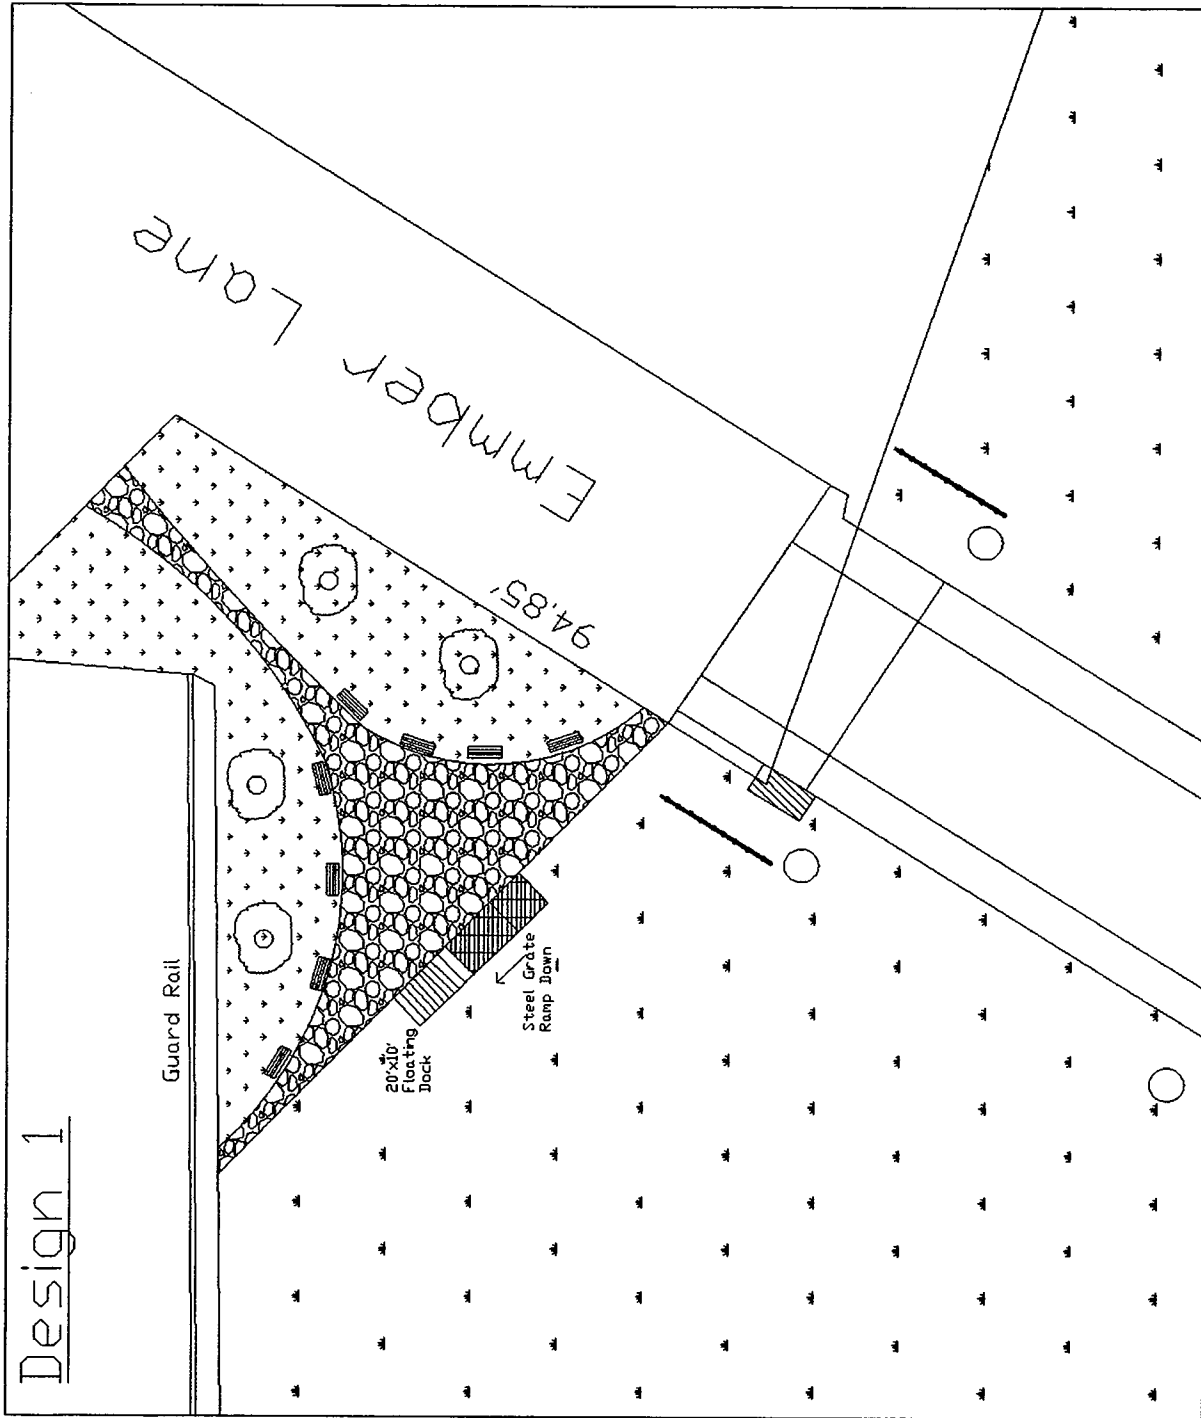 Design 1
Guard Rail
Emmber Lane
94.85'
20'x10'
Floating
Dock
Steel Grate
Ramp Down